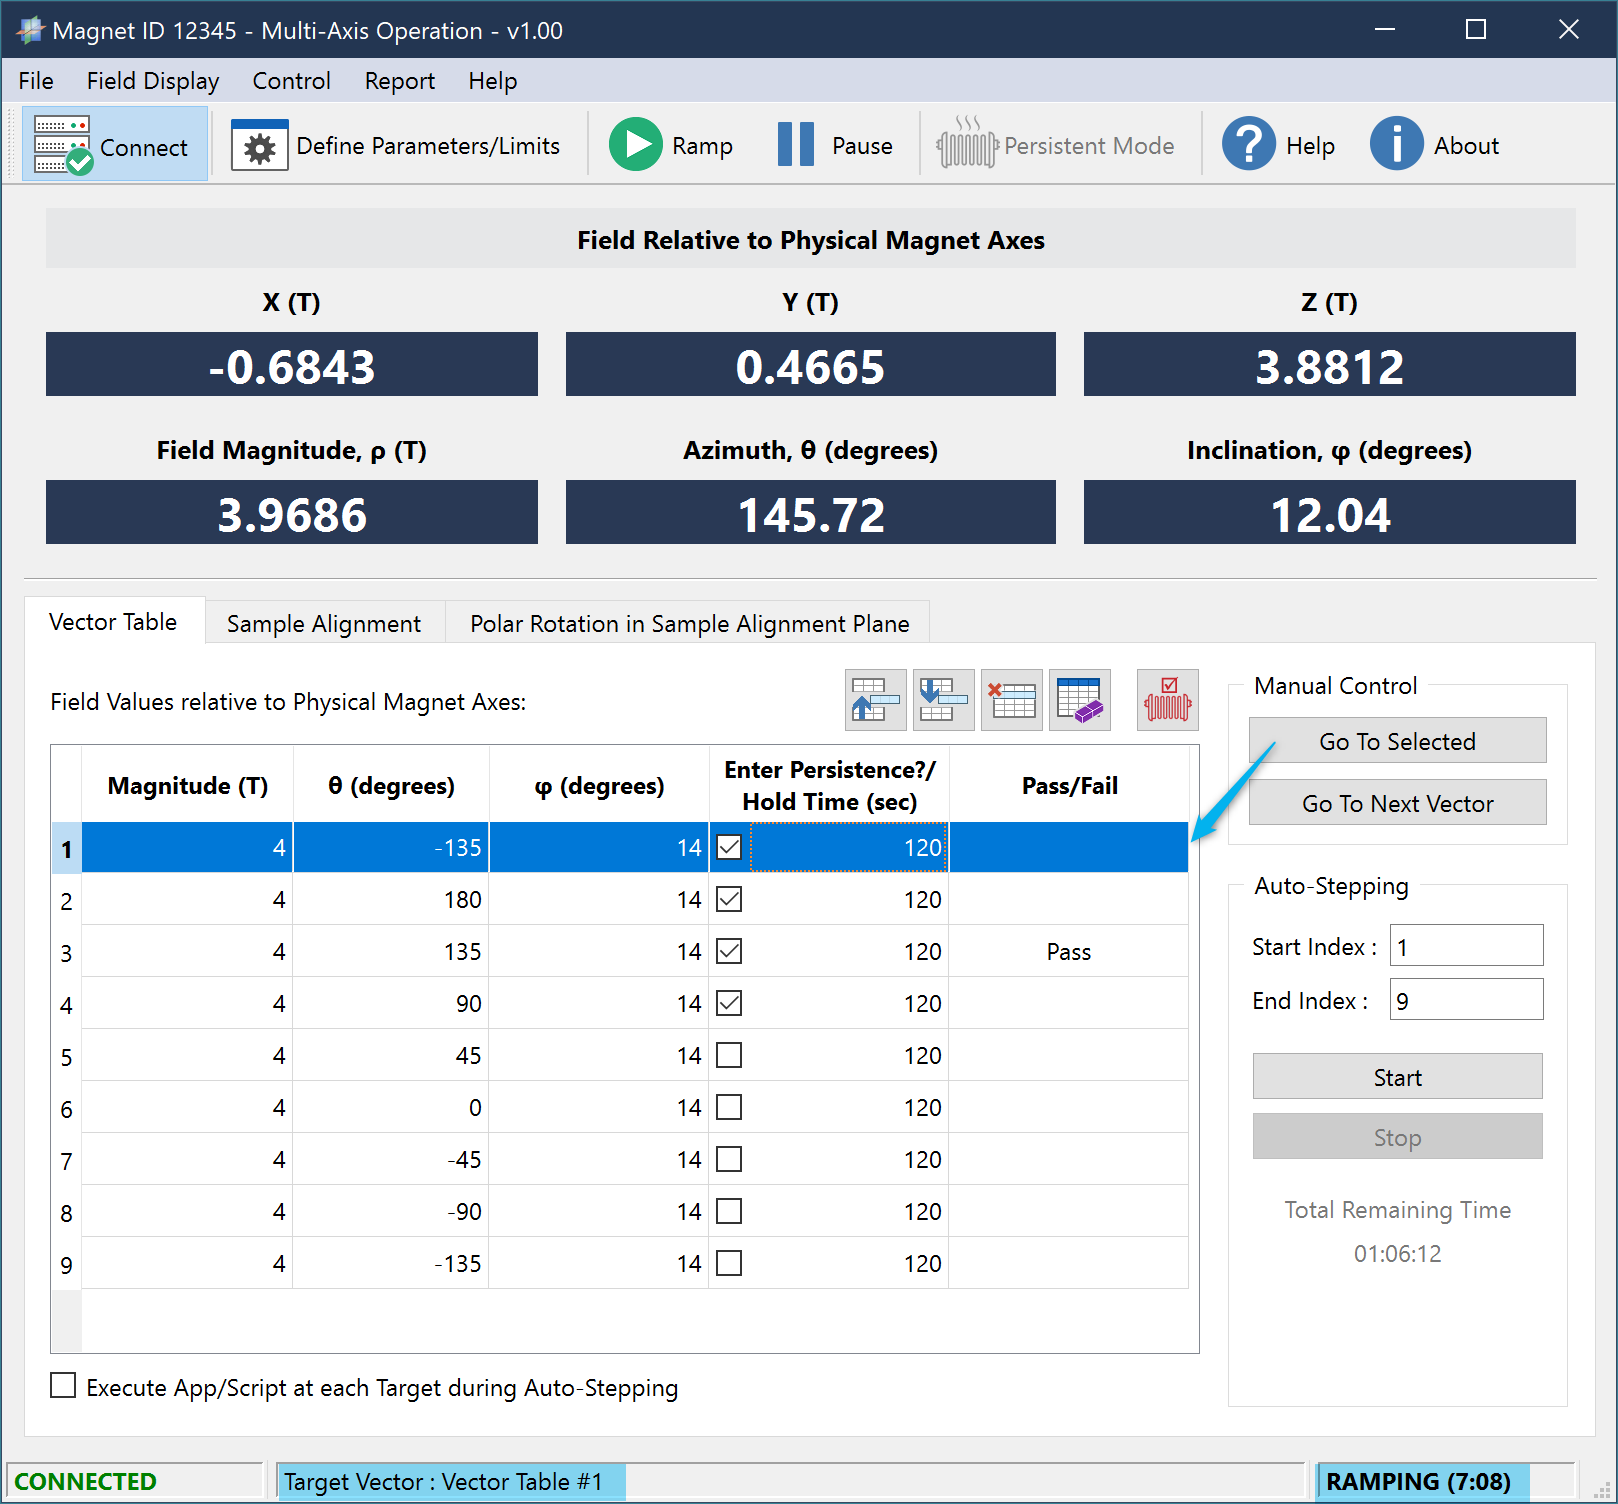 Magnet ID 12345 - Multi-Axis Operation - v1.00
File Field Display Control Report Help
Connect Define Parameters/Limits Ramp Pause Persistent Mode Help About
Field Relative to Physical Magnet Axes
X (T) Y (T) Z (T)
-0.6843 0.4665 3.8812
Field Magnitude, ρ (T) Azimuth, θ (degrees) Inclination, φ (degrees)
3.9686 145.72 12.04
Vector Table Sample Alignment Polar Rotation in Sample Alignment Plane
Field Values relative to Physical Magnet Axes:
Magnitude (T) θ (degrees) φ (degrees) Enter Persistence?/ Hold Time (sec) Pass/Fail
1 4 -135 14 120
2 4 180 14 120
3 4 135 14 120 Pass
4 4 90 14 120
5 4 45 14 120
6 4 0 14 120
7 4 -45 14 120
8 4 -90 14 120
9 4 -135 14 120
Execute App/Script at each Target during Auto-Stepping
Manual Control
Go To Selected
Go To Next Vector
Auto-Stepping
Start Index : 1
End Index : 9
Start
Stop
Total Remaining Time
01:06:12
CONNECTED Target Vector : Vector Table #1 RAMPING (7:08)